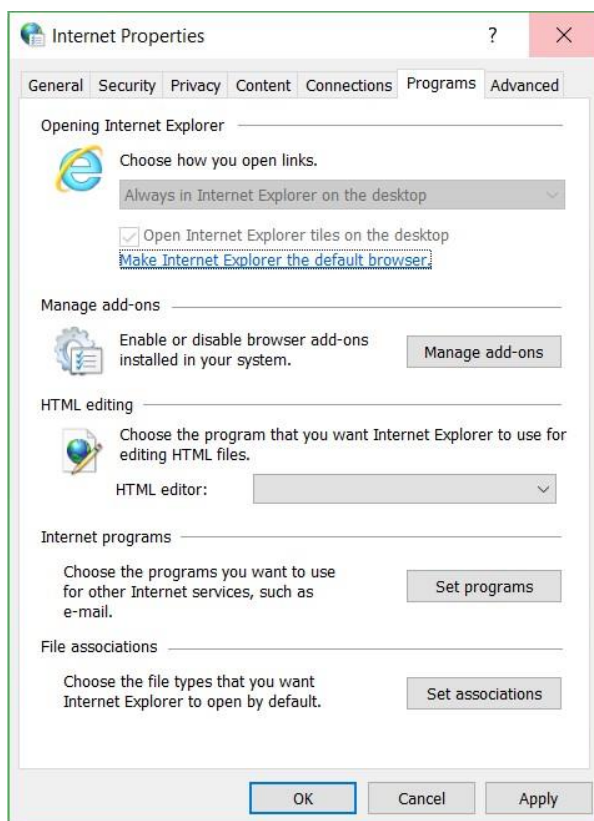 Internet Properties
?
General Security Privacy Content Connections Programs Advanced
Opening Internet Explorer
Choose how you open links.
Always in Internet Explorer on the desktop
Open Internet Explorer tiles on the desktop
Make Internet Explorer the default browser.
Manage add-ons
Enable or disable browser add-ons
installed in your system.
Manage add-ons
HTML editing
Choose the program that you want Internet Explorer to use for
editing HTML files.
HTML editor:
Internet programs
Choose the programs you want to use
for other Internet services, such as
e-mail.
Set programs
File associations
Choose the file types that you want
Internet Explorer to open by default.
Set associations
OK Cancel Apply